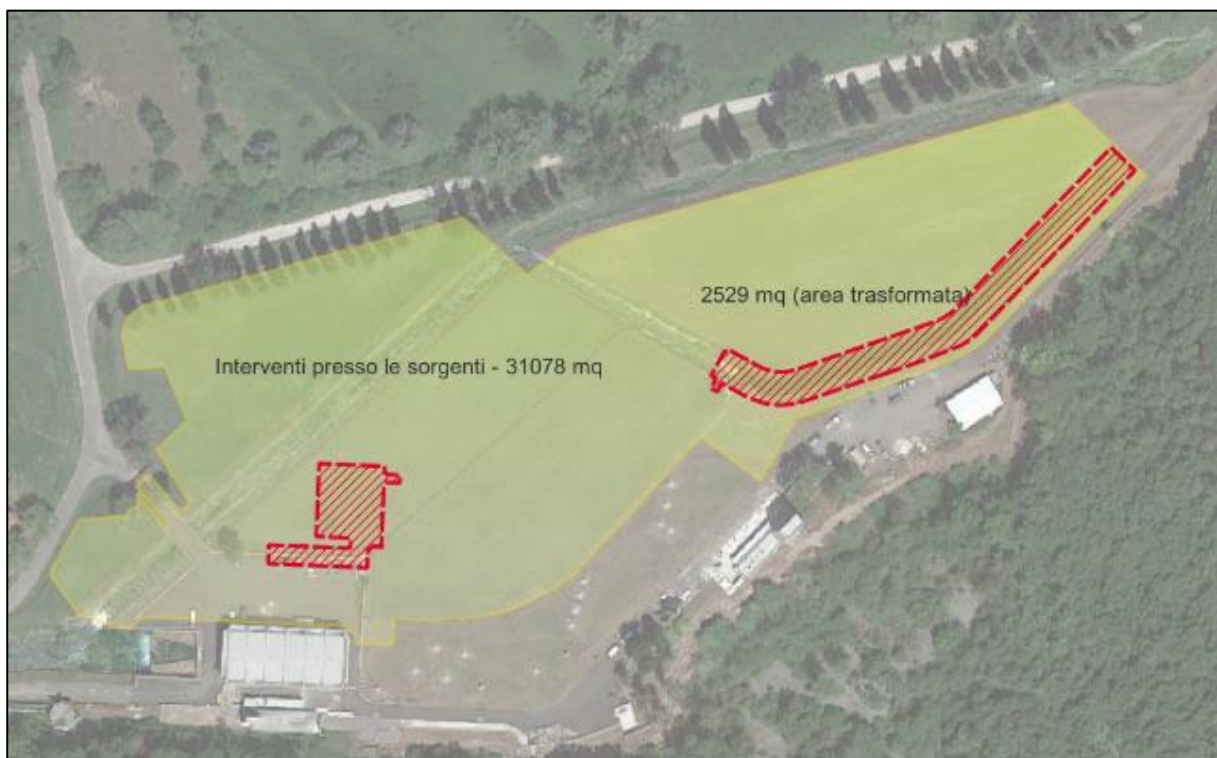 2529 mq (area trasformata)
Interventi presso le sorgenti - 31078 mq